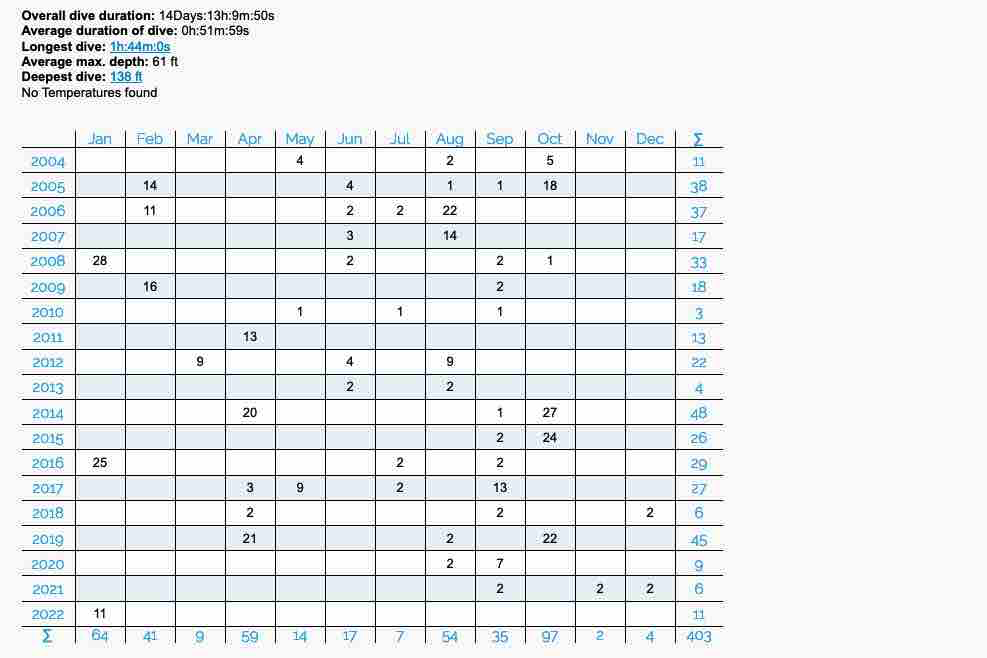 Overall dive duration: 14Days:13h:9m:50s
Average duration of dive: 0h:51m:59s
Longest dive: 1h:44m:0s
Average max. depth: 61 ft
Deepest dive: 138 ft
No Temperatures found
Jan Feb Mar Apr May Jun Jul Aug Sep Oct Nov Dec Σ
2004 4 2 5 11
2005 14 4 1 1 18 38
2006 11 2 2 22 37
2007 3 14 17
2008 28 2 2 1 33
2009 16 2 18
2010 1 1 1 3
2011 13 13
2012 9 4 9 22
2013 2 2 4
2014 20 1 27 48
2015 2 24 26
2016 25 2 2 29
2017 3 9 2 13 27
2018 2 2 2 6
2019 21 2 22 45
2020 2 7 9
2021 2 2 2 6
2022 11 11
Σ 64 41 9 59 14 17 7 54 35 97 2 4 403